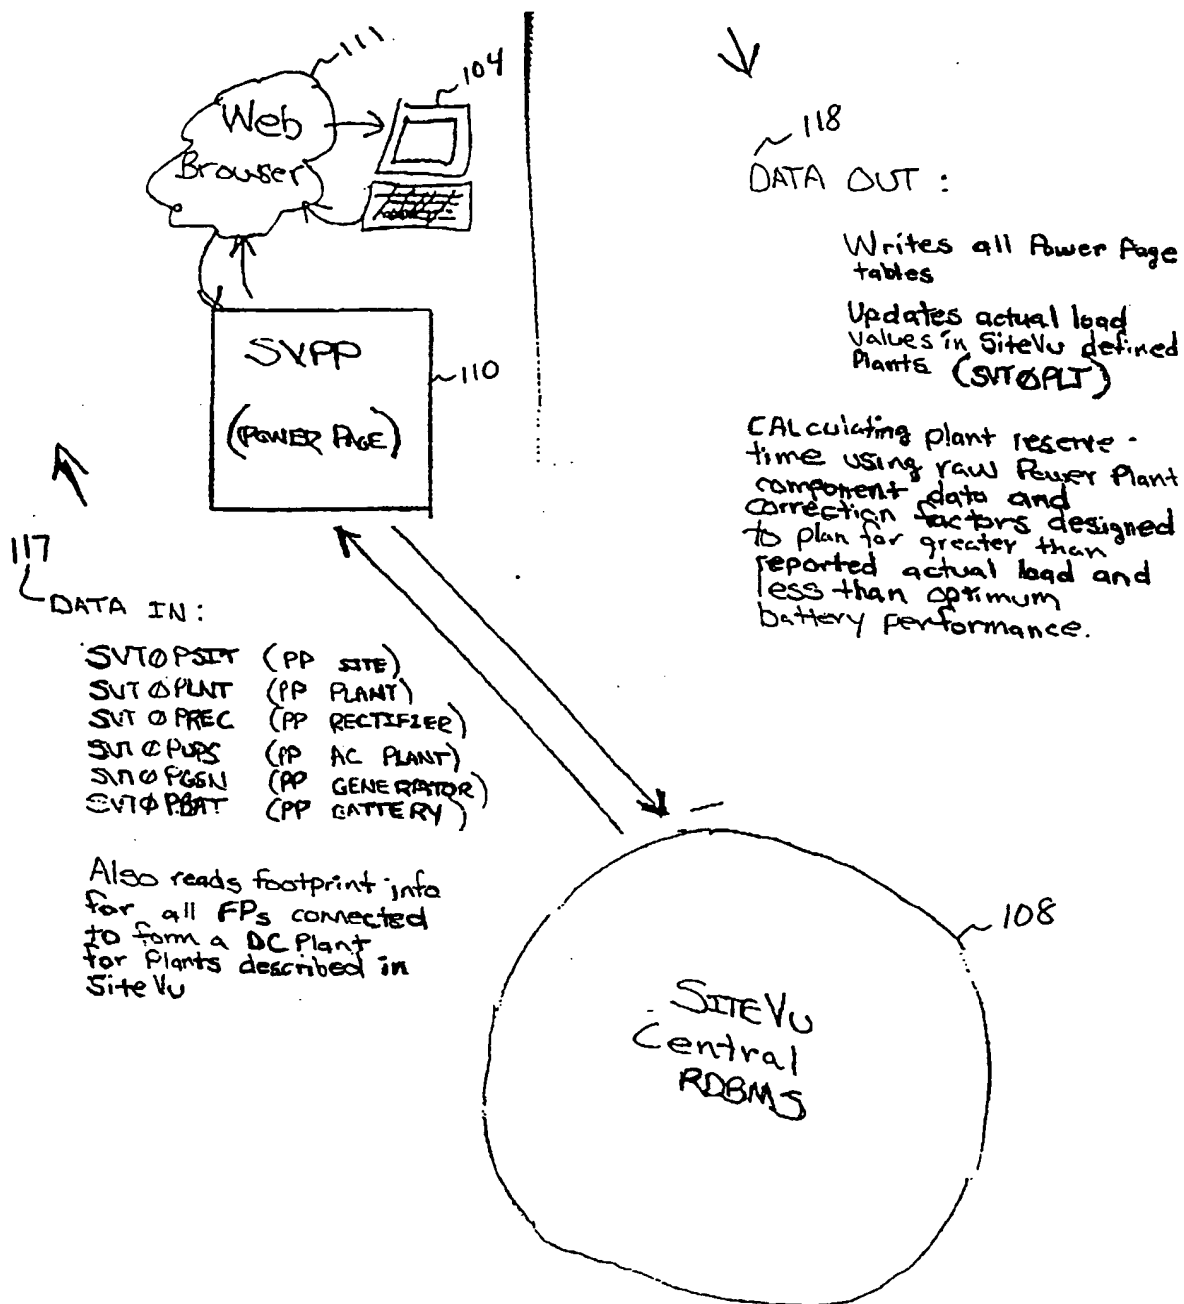 111
104
Web
Browser
SVPP
(POWER PAGE)
110
117
DATA IN:
SVTØPSIT (PP SITE)
SVTØPLNT (PP PLANT)
SVTØPREC (PP RECTIFIER)
SVTØPUPS (PP AC PLANT)
SVTØPGEN (PP GENERATOR)
SVTØPBAT (PP BATTERY)
Also reads footprint info
for all FPs connected
to form a DC Plant
for Plants described in
SiteVu
118
DATA OUT:
Writes all Power Page
tables
Updates actual load
values in SiteVu defined
Plants (SVTØPLT)
CALculating plant reserve-
time using raw Power Plant
component data and
correction factors designed
to plan for greater than
reported actual load and
less than optimum
battery performance.
108
SITEVU
Central
RDBMS